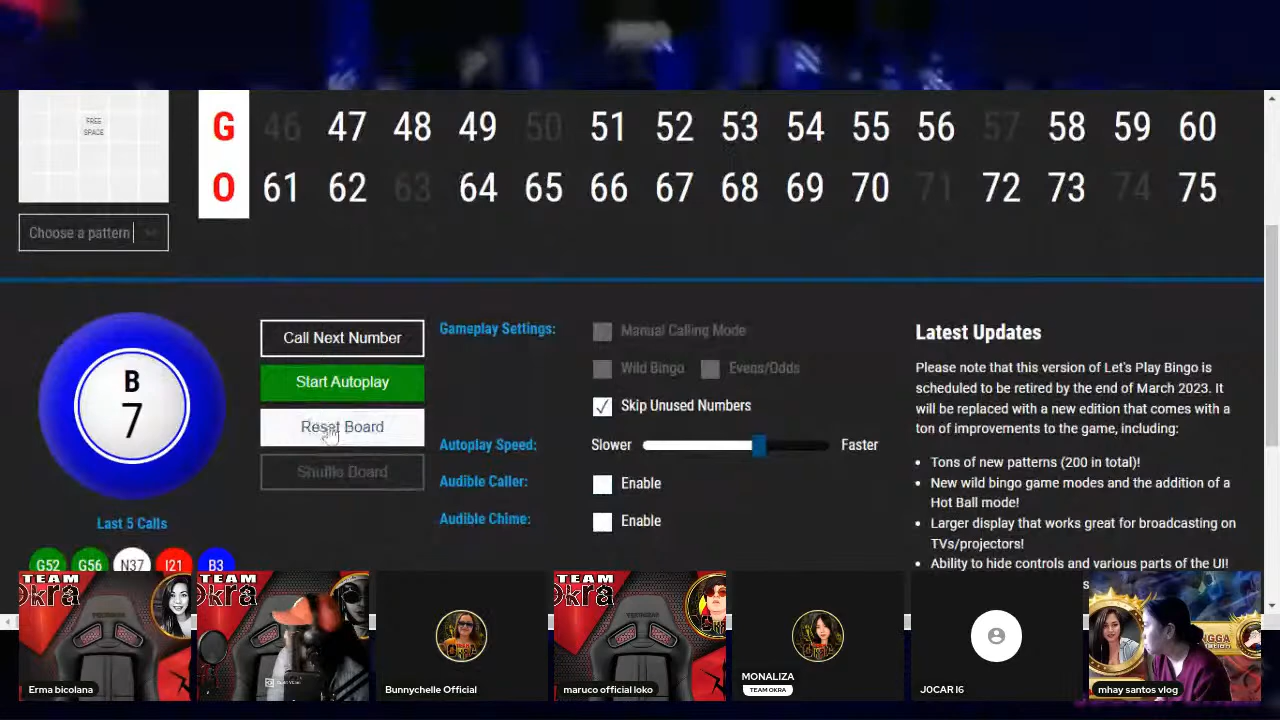 FREE
SPACE
G 46 47 48 49 50 51 52 53 54 55 56 57 58 59 60
O 61 62 63 64 65 66 67 68 69 70 71 72 73 74 75
Choose a pattern
B
7
Last 5 Calls
G52 G56 N37 I21 B3
Call Next Number
Start Autoplay
Reset Board
Shuffle Board
Gameplay Settings:
Manual Calling Mode
Wild Bingo
Evens/Odds
Skip Unused Numbers
Autoplay Speed:
Slower
Faster
Audible Caller:
Enable
Audible Chime:
Enable
Latest Updates
Please note that this version of Let's Play Bingo is
scheduled to be retired by the end of March 2023. It
will be replaced with a new edition that comes with a
ton of improvements to the game, including:
• Tons of new patterns (200 in total)!
• New wild bingo game modes and the addition of a
Hot Ball mode!
• Larger display that works great for broadcasting on
TVs/projectors!
• Ability to hide controls and various parts of the UI!
TEAM
Okra
Erma bicolana
TEAM
Okra
Bunnychelle Official
TEAM
Okra
maruco official loko
MONALIZA
TEAM OKRA
JOCAR I6
mhay santos vlog